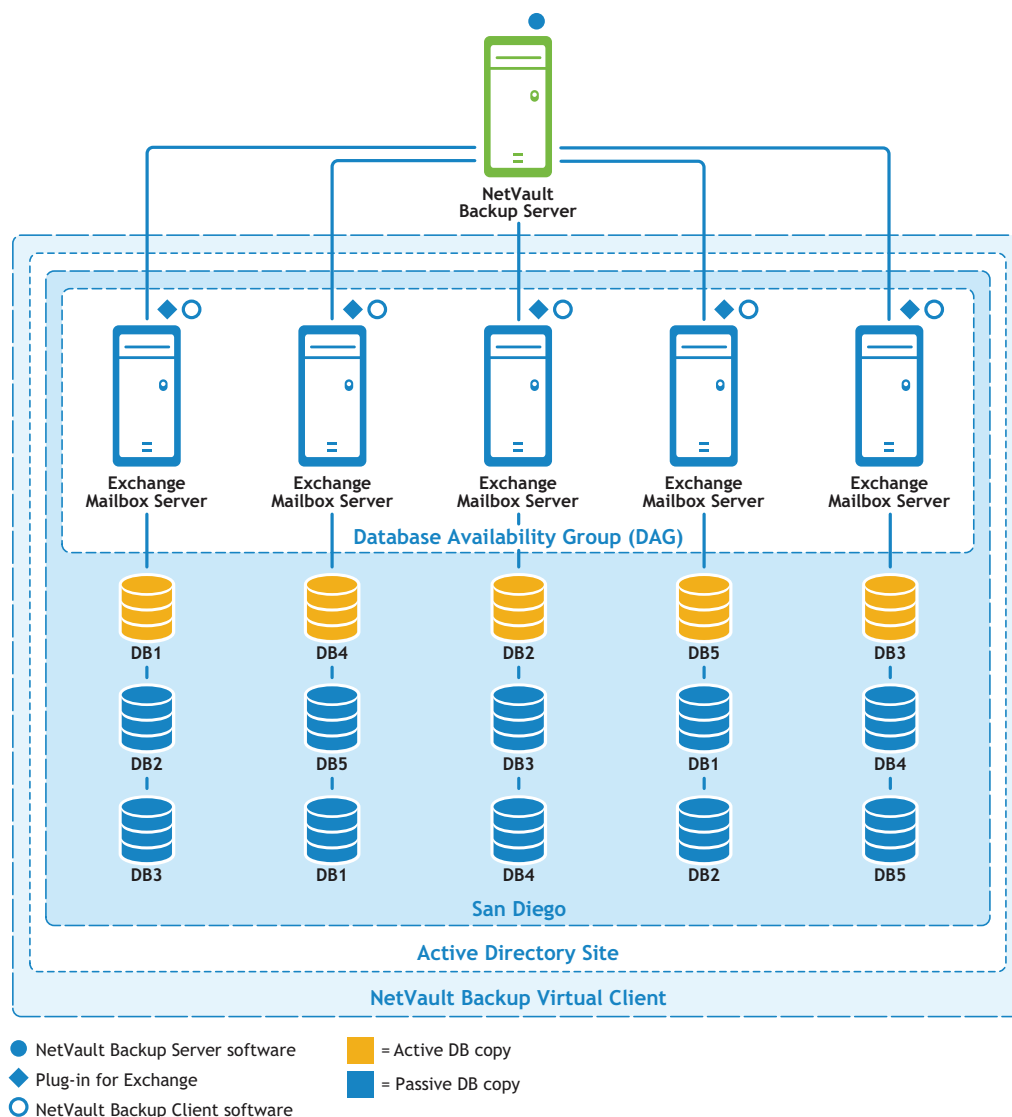 NetVault
Backup Server
Exchange
Mailbox Server
Exchange
Mailbox Server
Exchange
Mailbox Server
Exchange
Mailbox Server
Exchange
Mailbox Server
Database Availability Group (DAG)
DB1
DB4
DB2
DB5
DB3
DB2
DB5
DB3
DB1
DB4
DB3
DB1
DB4
DB2
DB5
San Diego
Active Directory Site
NetVault Backup Virtual Client
NetVault Backup Server software
Plug-in for Exchange
NetVault Backup Client software
= Active DB copy
= Passive DB copy